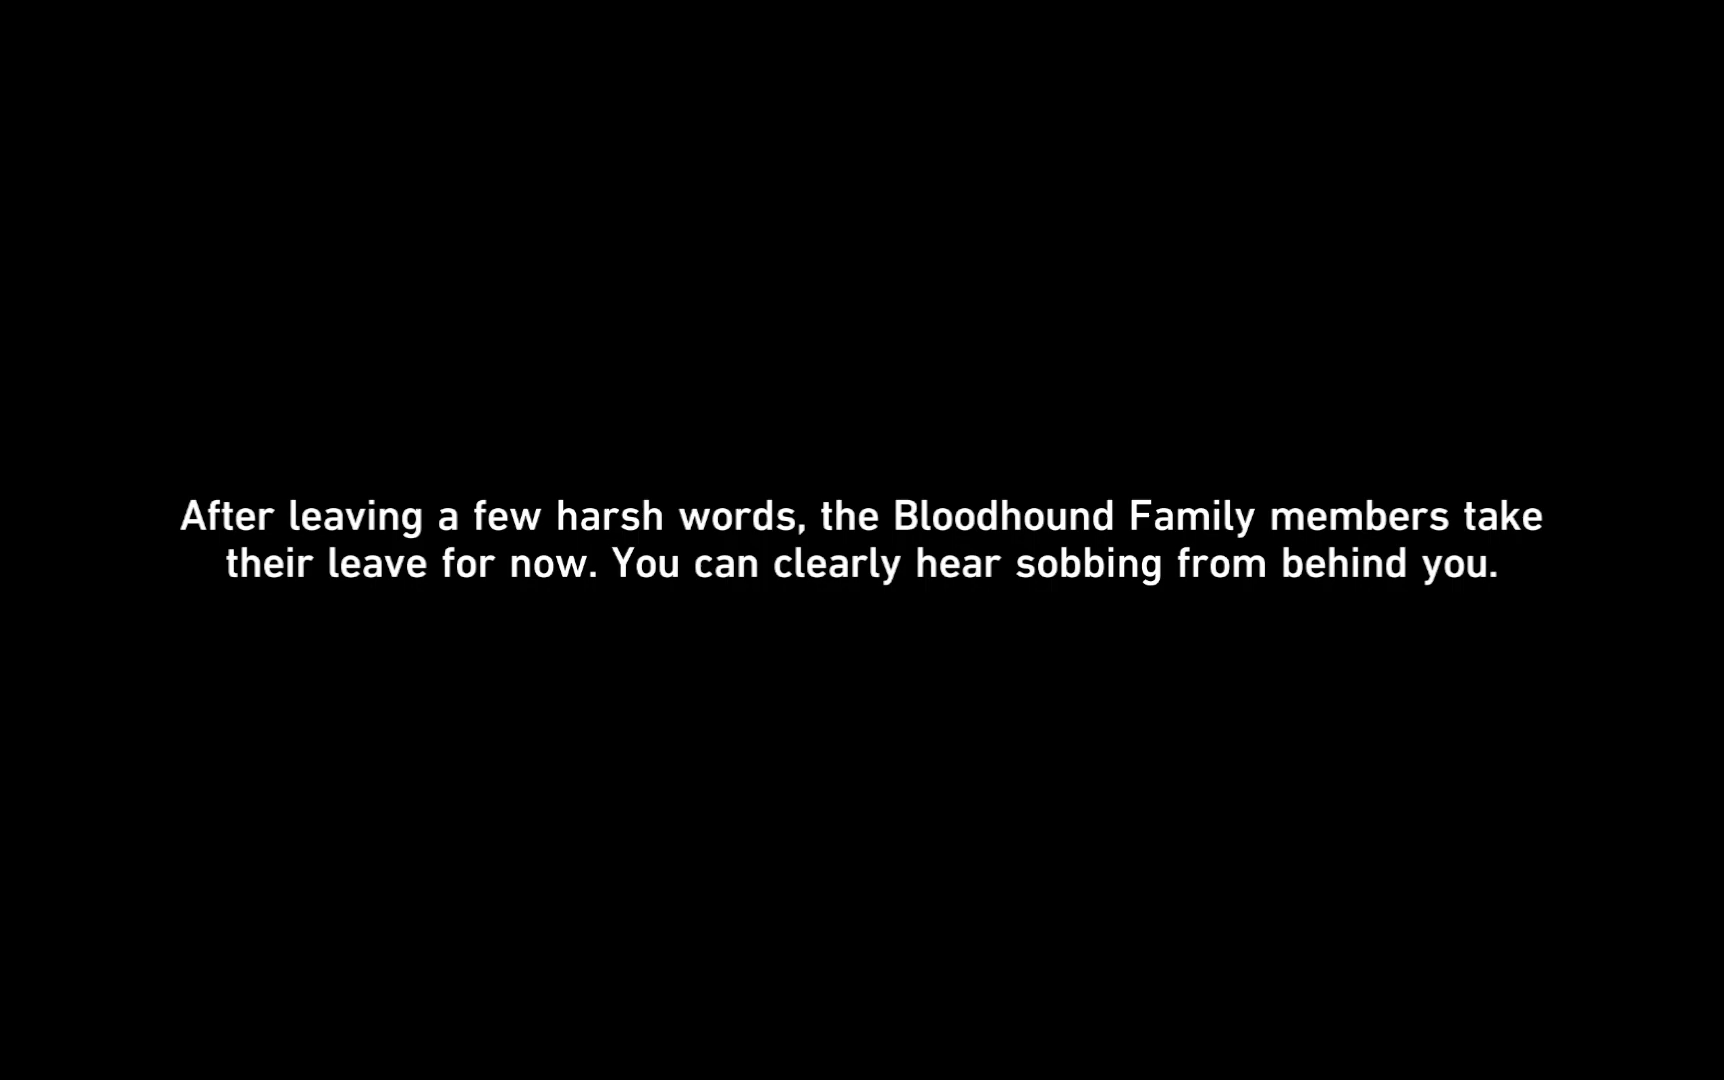 After leaving a few harsh words, the Bloodhound Family members take
their leave for now. You can clearly hear sobbing from behind you.